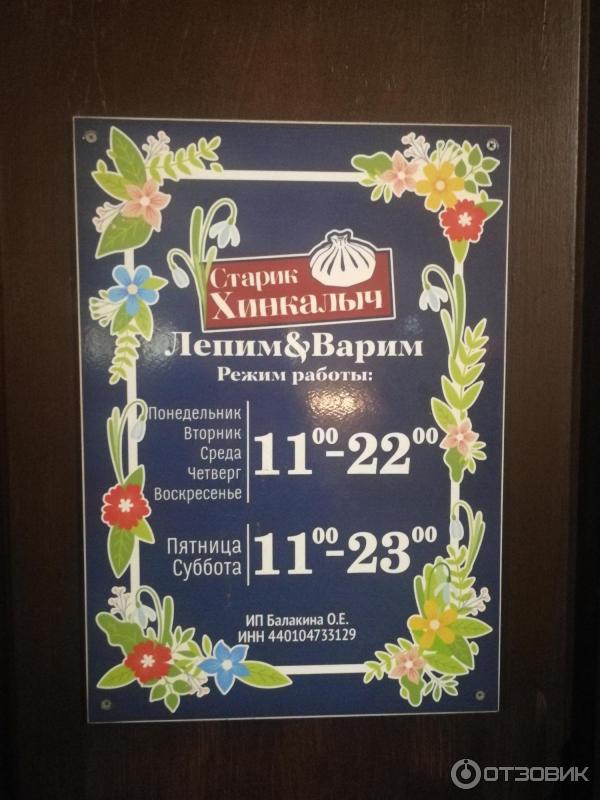 Старик
Хинкалыч
Лепим&Варим
Режим работы:
Понедельник
Вторник
Среда
Четверг
Воскресенье
11⁰⁰-22⁰⁰
Пятница
Суббота
11⁰⁰-23⁰⁰
ИП Балакина О.Е.
ИНН 440104733129
ОТЗОВИК